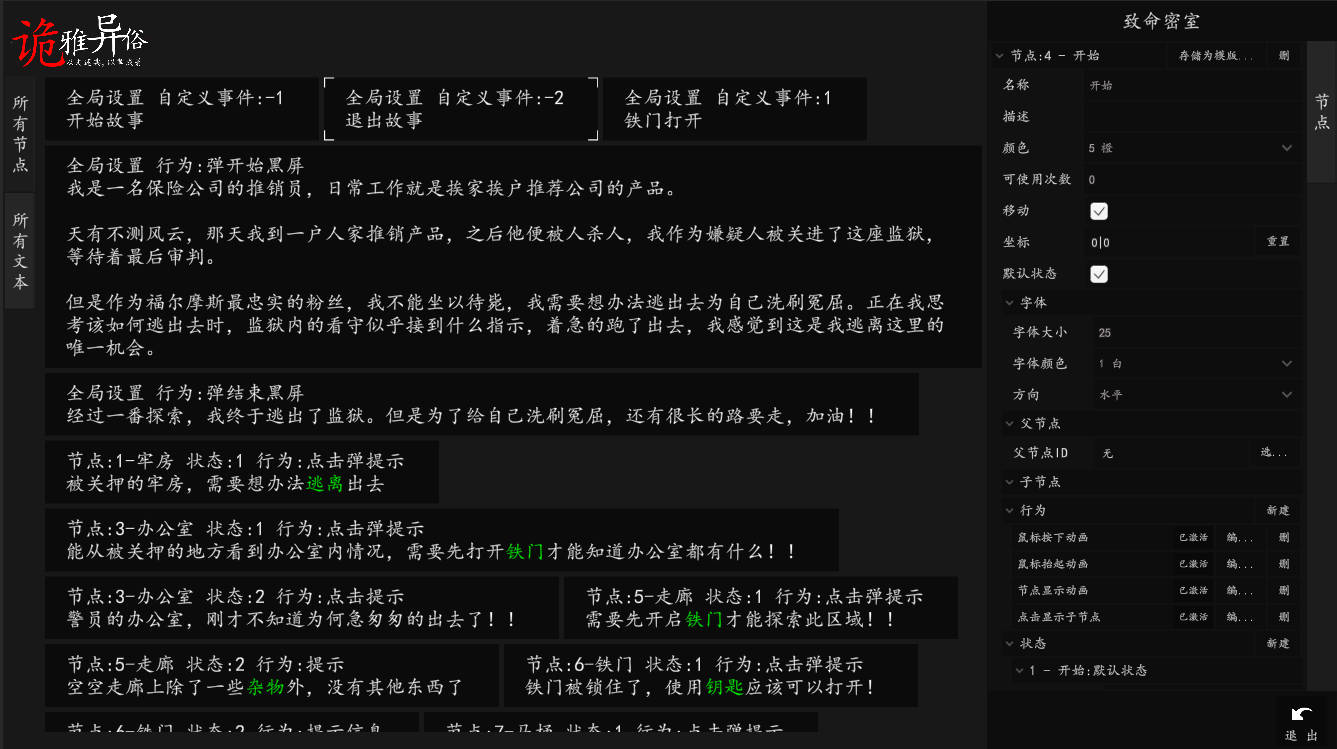 诡雅异俗
所有节点
所有文本
全局设置 自定义事件:-1
开始故事
全局设置 自定义事件:-2
退出故事
全局设置 自定义事件:1
铁门打开
全局设置 行为:弹开始黑屏
我是一名保险公司的推销员，日常工作就是挨家挨户推荐公司的产品。
天有不测风云，那天我到一户人家推销产品，之后他便被人杀人，我作为嫌疑人被关进了这座监狱，
等待着最后审判。
但是作为福尔摩斯最忠实的粉丝，我不能坐以待毙，我需要想办法逃出去为自己洗刷冤屈。正在我思
考该如何逃出去时，监狱内的看守似乎接到什么指示，着急的跑了出去，我感觉到这是我逃离这里的
唯一机会。
全局设置 行为:弹结束黑屏
经过一番探索，我终于逃出了监狱。但是为了给自己洗刷冤屈，还有很长的路要走，加油！！
节点:1-牢房 状态:1 行为:点击弹提示
被关押的牢房，需要想办法逃离出去
节点:3-办公室 状态:1 行为:点击弹提示
能从被关押的地方看到办公室内情况，需要先打开铁门才能知道办公室都有什么！！
节点:3-办公室 状态:2 行为:点击提示
警员的办公室，刚才不知道为何急匆匆的出去了！！
节点:5-走廊 状态:1 行为:点击弹提示
需要先开启铁门才能探索此区域！！
节点:5-走廊 状态:2 行为:提示
空空走廊上除了一些杂物外，没有其他东西了
节点:6-铁门 状态:1 行为:点击弹提示
铁门被锁住了，使用钥匙应该可以打开！
节点:6-铁门 状态:2 行为:提示信息
致命密室
节点:4 - 开始 存储为模版... 删
名称 开始
描述
颜色 5 橙
可使用次数 0
移动
坐标 0|0 重置
默认状态
字体
字体大小 25
字体颜色 1 白
方向 水平
父节点
父节点ID 无 选...
子节点
行为 新建
鼠标按下动画 已激活 编... 删
鼠标抬起动画 已激活 编... 删
节点显示动画 已激活 编... 删
点击显示子节点 已激活 编... 删
状态 新建
1 - 开始:默认状态
节点
退 出